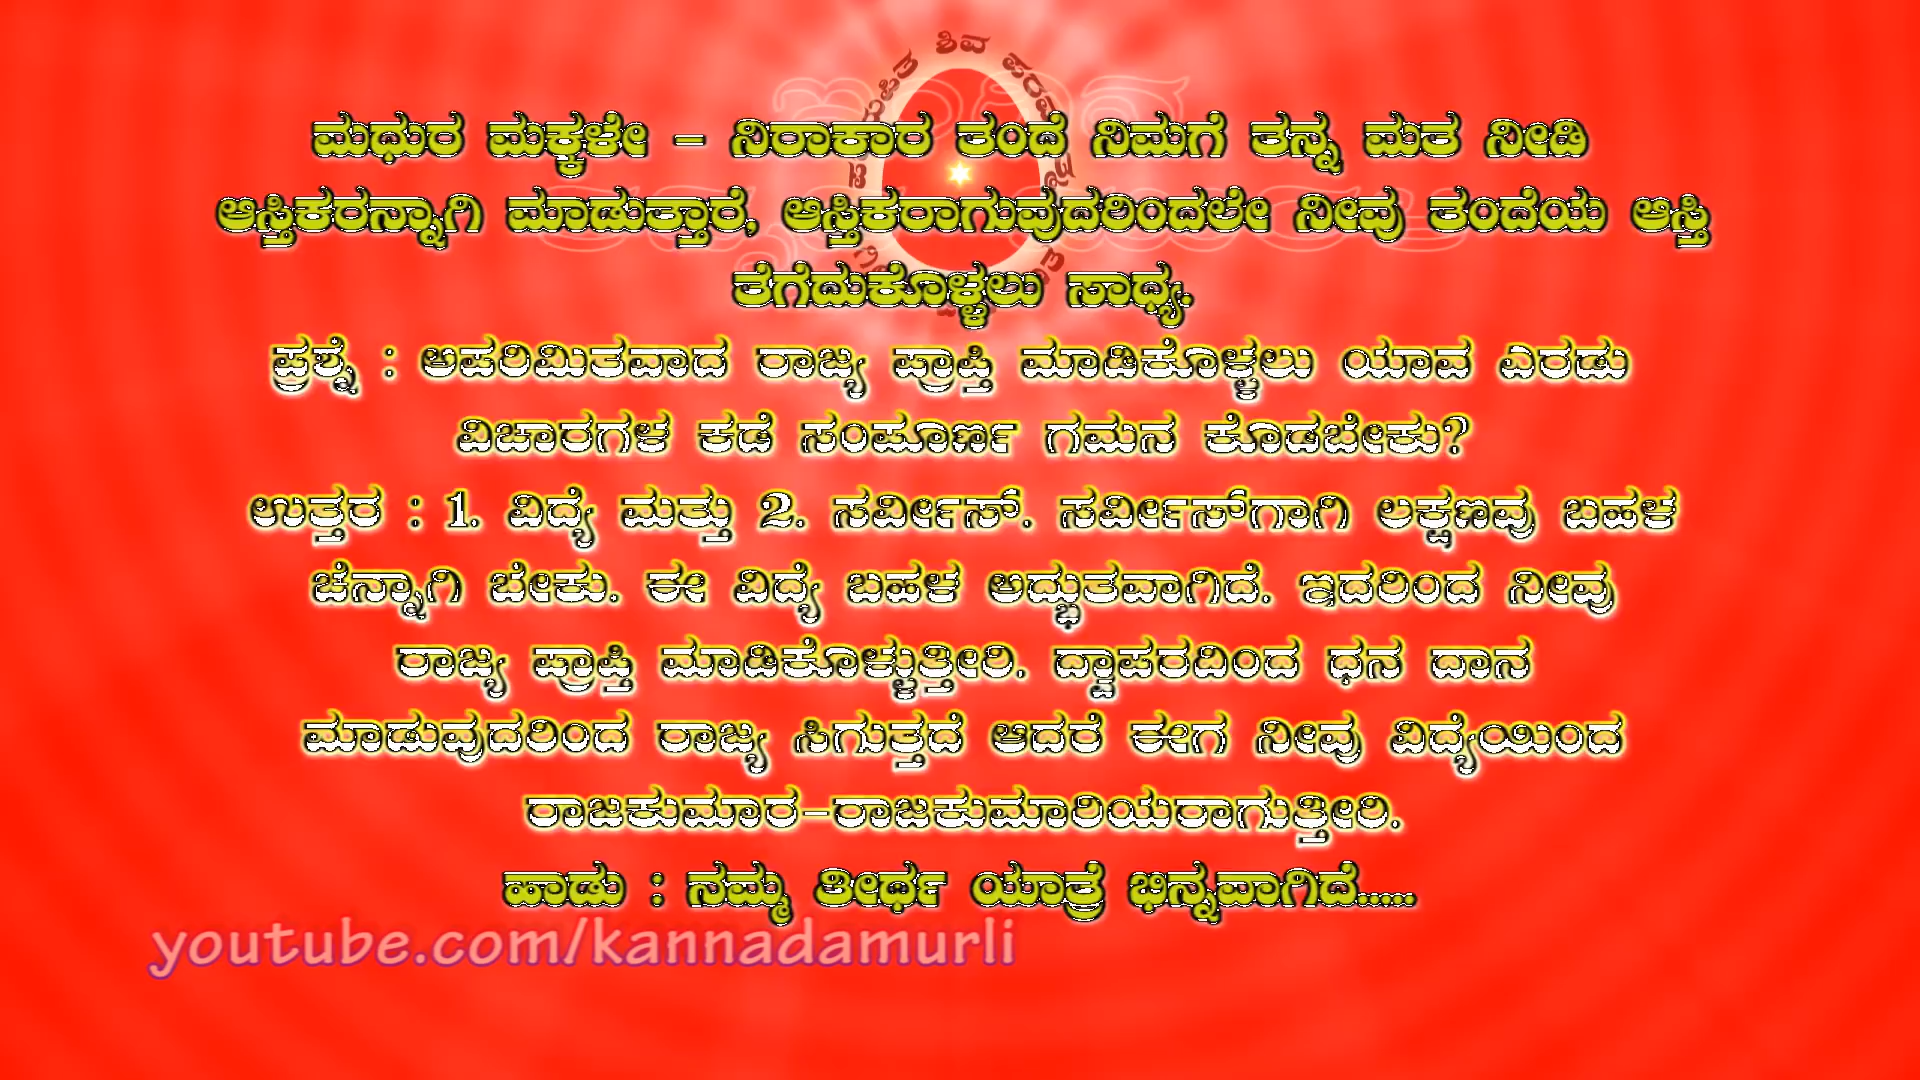 ಮಧುರ ಮಕ್ಕಳೇ - ನಿರಾಕಾರ ತಂದೆ ನಿಮಗೆ ತನ್ನ ಮತ ನೀಡಿ
ಆಸ್ತಿಕರನ್ನಾಗಿ ಮಾಡುತ್ತಾರೆ, ಆಸ್ತಿಕರಾಗುವುದರಿಂದಲೇ ನೀವು ತಂದೆಯ ಆಸ್ತಿ
ತೆಗೆದುಕೊಳ್ಳಲು ಸಾಧ್ಯ.
ಪ್ರಶ್ನೆ : ಅಪರಿಮಿತವಾದ ರಾಜ್ಯ ಪ್ರಾಪ್ತಿ ಮಾಡಿಕೊಳ್ಳಲು ಯಾವ ಎರಡು
ವಿಚಾರಗಳ ಕಡೆ ಸಂಪೂರ್ಣ ಗಮನ ಕೊಡಬೇಕು?
ಉತ್ತರ : 1. ವಿದ್ಯೆ ಮತ್ತು 2. ಸರ್ವೀಸ್. ಸರ್ವೀಸ್‌ಗಾಗಿ ಲಕ್ಷಣವು ಬಹಳ
ಚೆನ್ನಾಗಿ ಬೇಕು. ಈ ವಿದ್ಯೆ ಬಹಳ ಅದ್ಭುತವಾಗಿದೆ. ಇದರಿಂದ ನೀವು
ರಾಜ್ಯ ಪ್ರಾಪ್ತಿ ಮಾಡಿಕೊಳ್ಳುತ್ತೀರಿ. ದ್ವಾಪರದಿಂದ ಧನ ದಾನ
ಮಾಡುವುದರಿಂದ ರಾಜ್ಯ ಸಿಗುತ್ತದೆ ಆದರೆ ಈಗ ನೀವು ವಿದ್ಯೆಯಿಂದ
ರಾಜಕುಮಾರ-ರಾಜಕುಮಾರಿಯರಾಗುತ್ತೀರಿ.
ಹಾಡು : ನಮ್ಮ ತೀರ್ಥ ಯಾತ್ರೆ ಭಿನ್ನವಾಗಿದೆ.....
youtube.com/kannadamurli
ಶಿವ